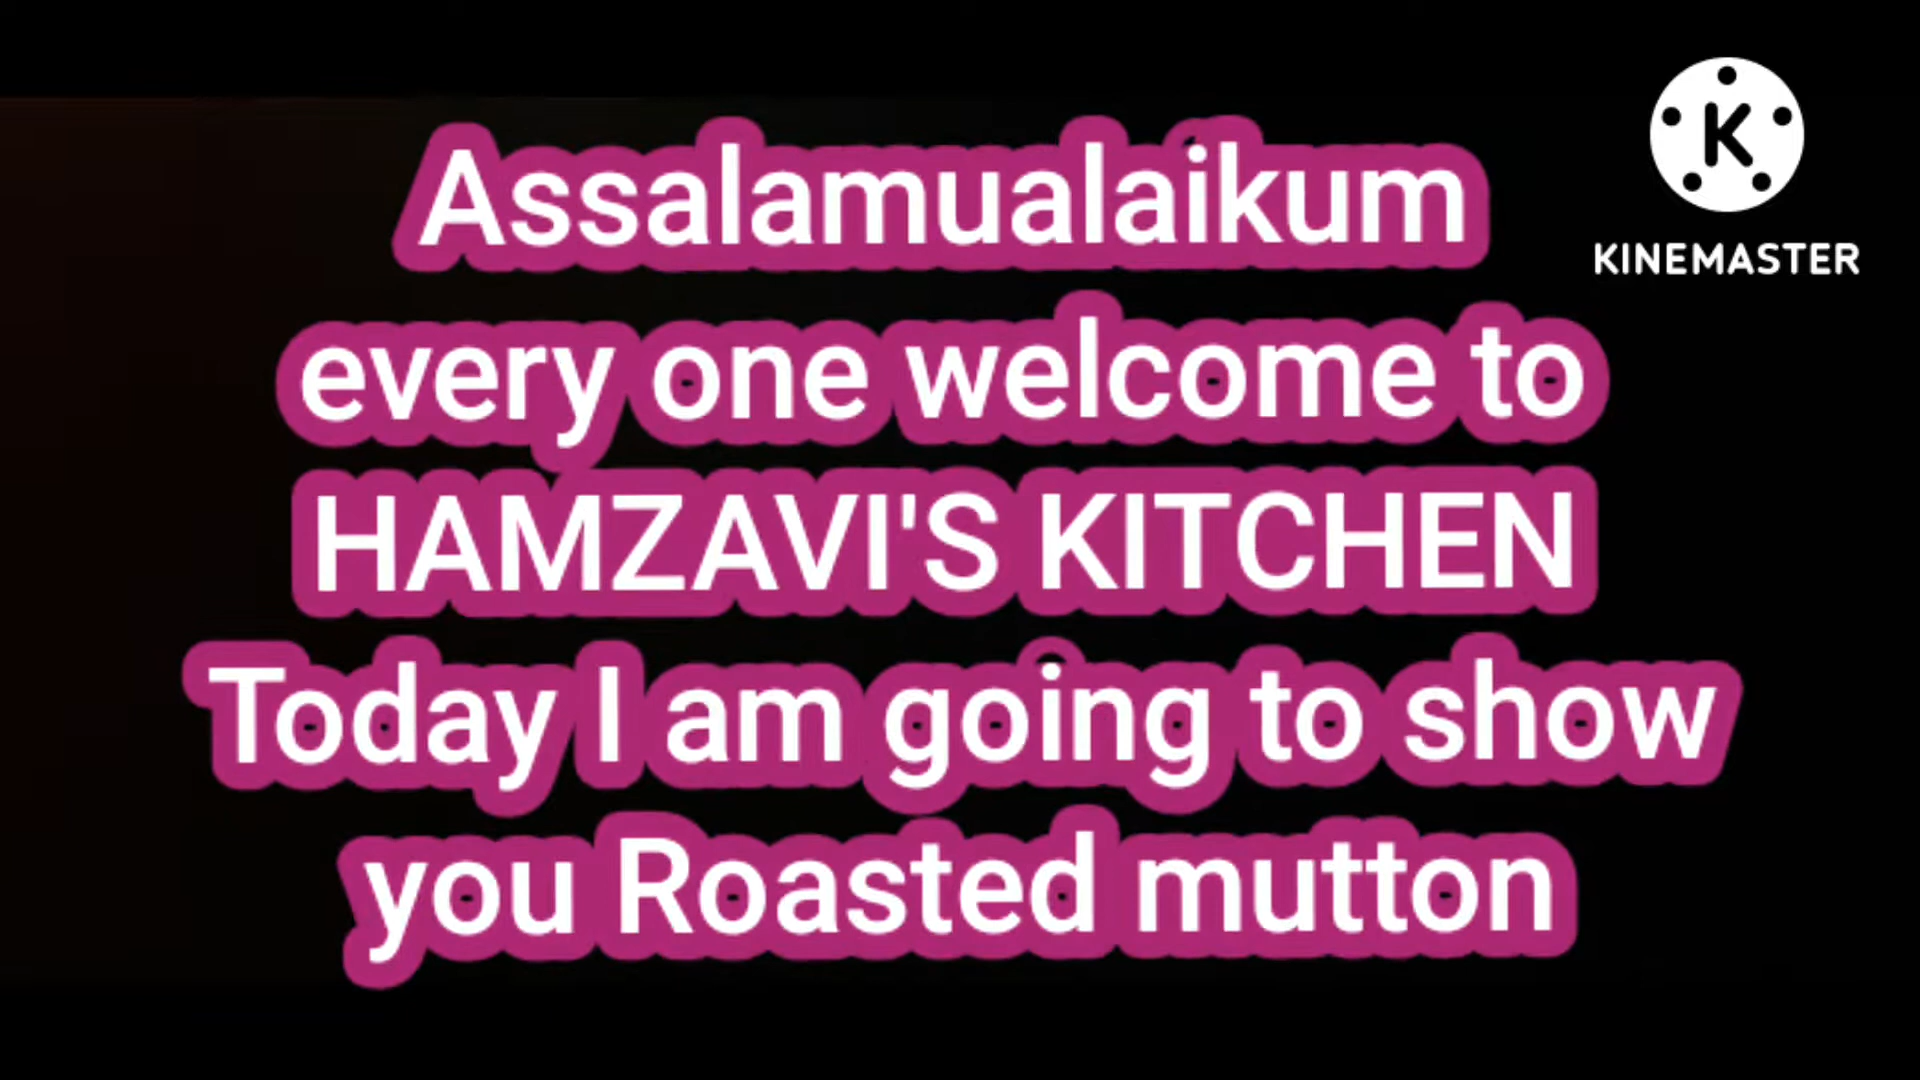 Assalamualaikum
every one welcome to
HAMZAVI'S KITCHEN
Today I am going to show
you Roasted mutton
K
KINEMASTER